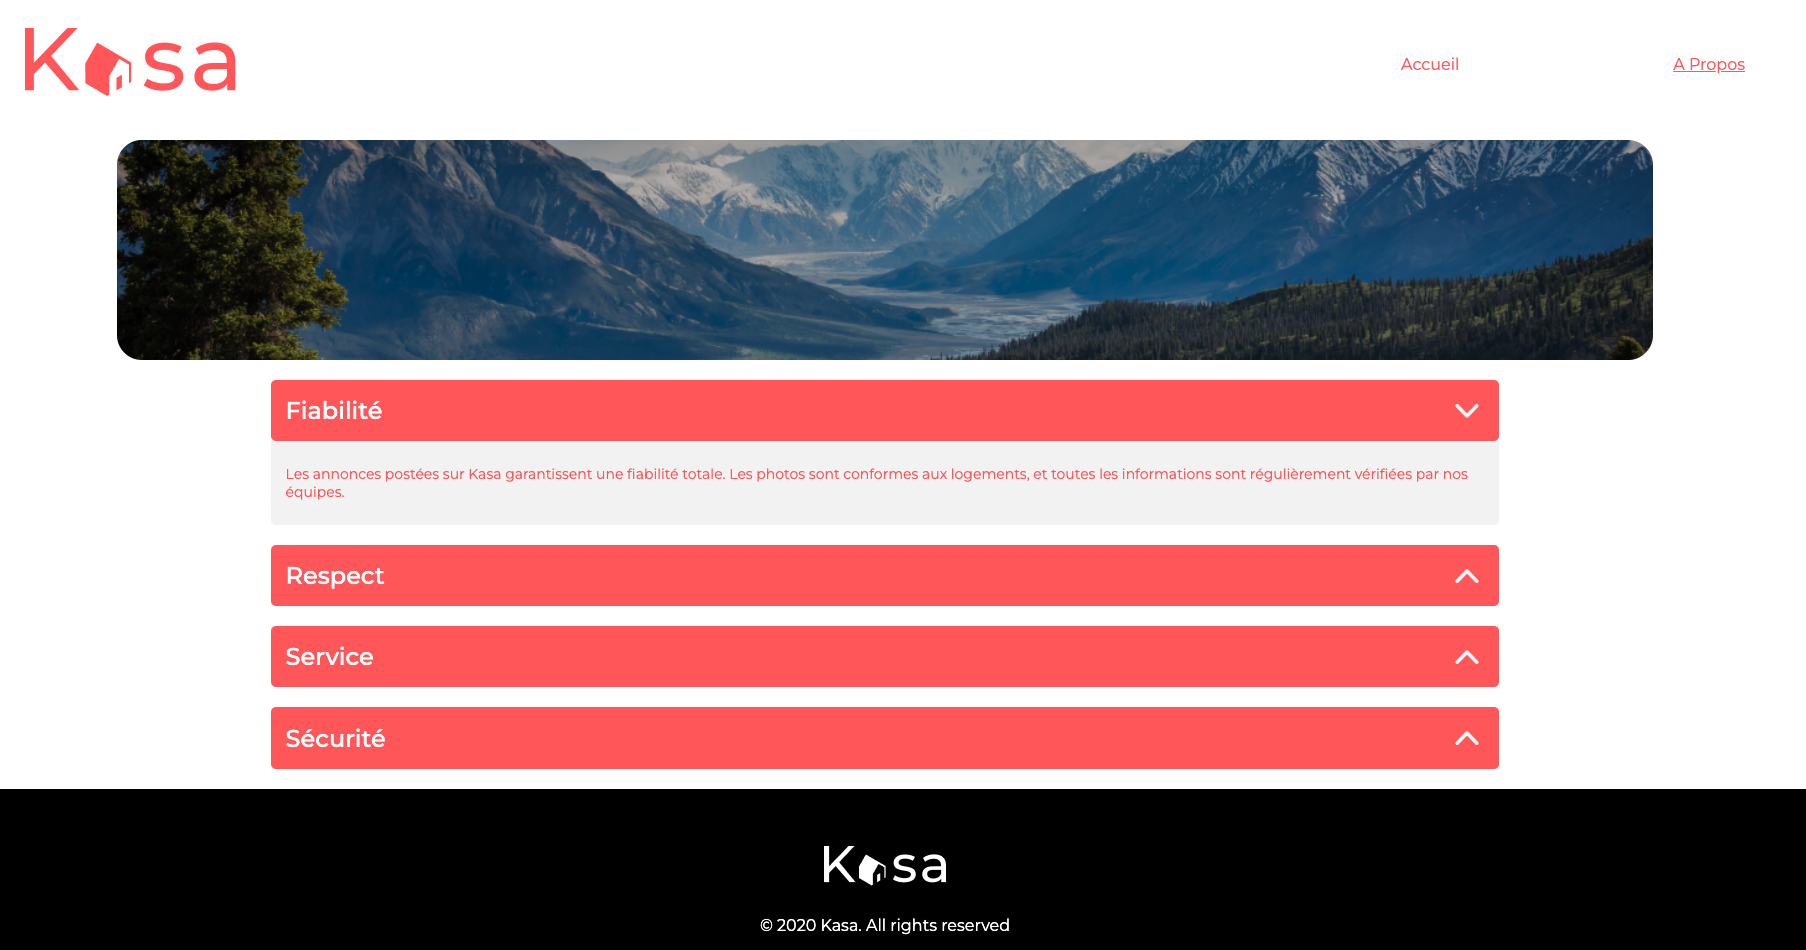 Kasa
Accueil
A Propos
Fiabilité
Les annonces postées sur Kasa garantissent une fiabilité totale. Les photos sont conformes aux logements, et toutes les informations sont régulièrement vérifiées par nos
équipes.
Respect
Service
Sécurité
Kasa
© 2020 Kasa. All rights reserved